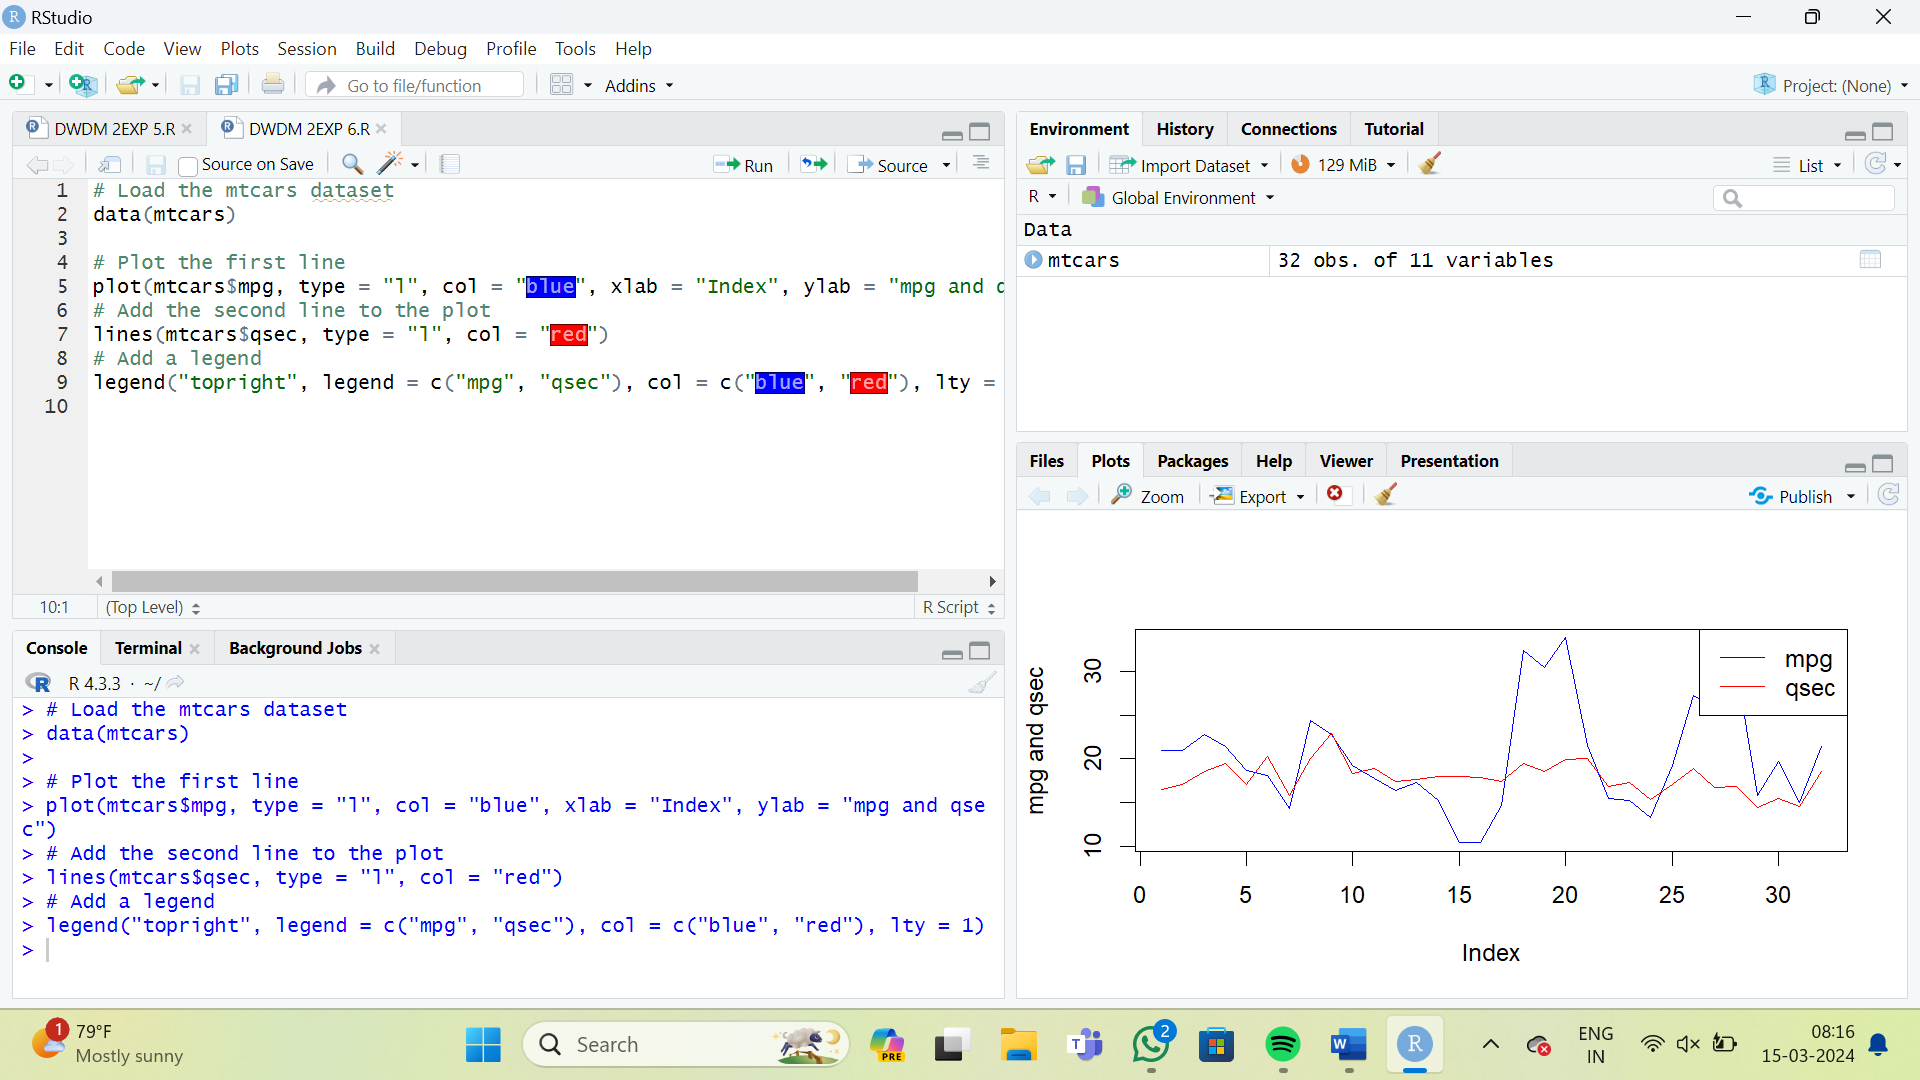 RStudio
File Edit Code View Plots Session Build Debug Profile Tools Help
Go to file/function Addins Project: (None)
DWDM 2EXP 5.R DWDM 2EXP 6.R
Source on Save Run Source
1 # Load the mtcars dataset
2 data(mtcars)
3
4 # Plot the first line
5 plot(mtcars$mpg, type = "l", col = "blue", xlab = "Index", ylab = "mpg and
6 # Add the second line to the plot
7 lines(mtcars$qsec, type = "l", col = "red")
8 # Add a legend
9 legend("topright", legend = c("mpg", "qsec"), col = c("blue", "red"), lty =
10
10:1 (Top Level) R Script
Console Terminal Background Jobs
R 4.3.3 · ~/
> # Load the mtcars dataset
> data(mtcars)
>
> # Plot the first line
> plot(mtcars$mpg, type = "l", col = "blue", xlab = "Index", ylab = "mpg and qse
c")
> # Add the second line to the plot
> lines(mtcars$qsec, type = "l", col = "red")
> # Add a legend
> legend("topright", legend = c("mpg", "qsec"), col = c("blue", "red"), lty = 1)
>
Environment History Connections Tutorial
Import Dataset 129 MiB List
R Global Environment
Data
mtcars 32 obs. of 11 variables
Files Plots Packages Help Viewer Presentation
Zoom Export Publish
mpg
qsec
mpg and qsec
30
20
10
0 5 10 15 20 25 30
Index
1 79°F
Mostly sunny
Search
PRE
2
ENG
IN
08:16
15-03-2024